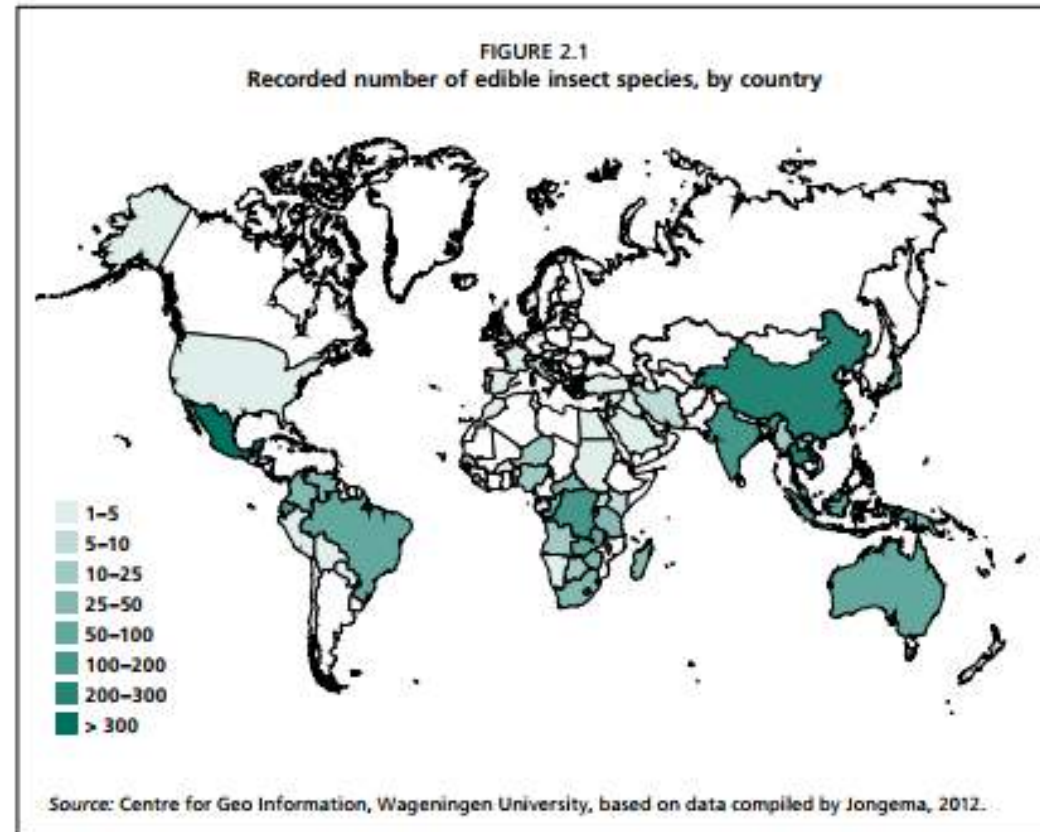 FIGURE 2.1
Recorded number of edible insect species, by country
1–5
5–10
10–25
25–50
50–100
100–200
200–300
> 300
Source: Centre for Geo Information, Wageningen University, based on data compiled by Jongema, 2012.